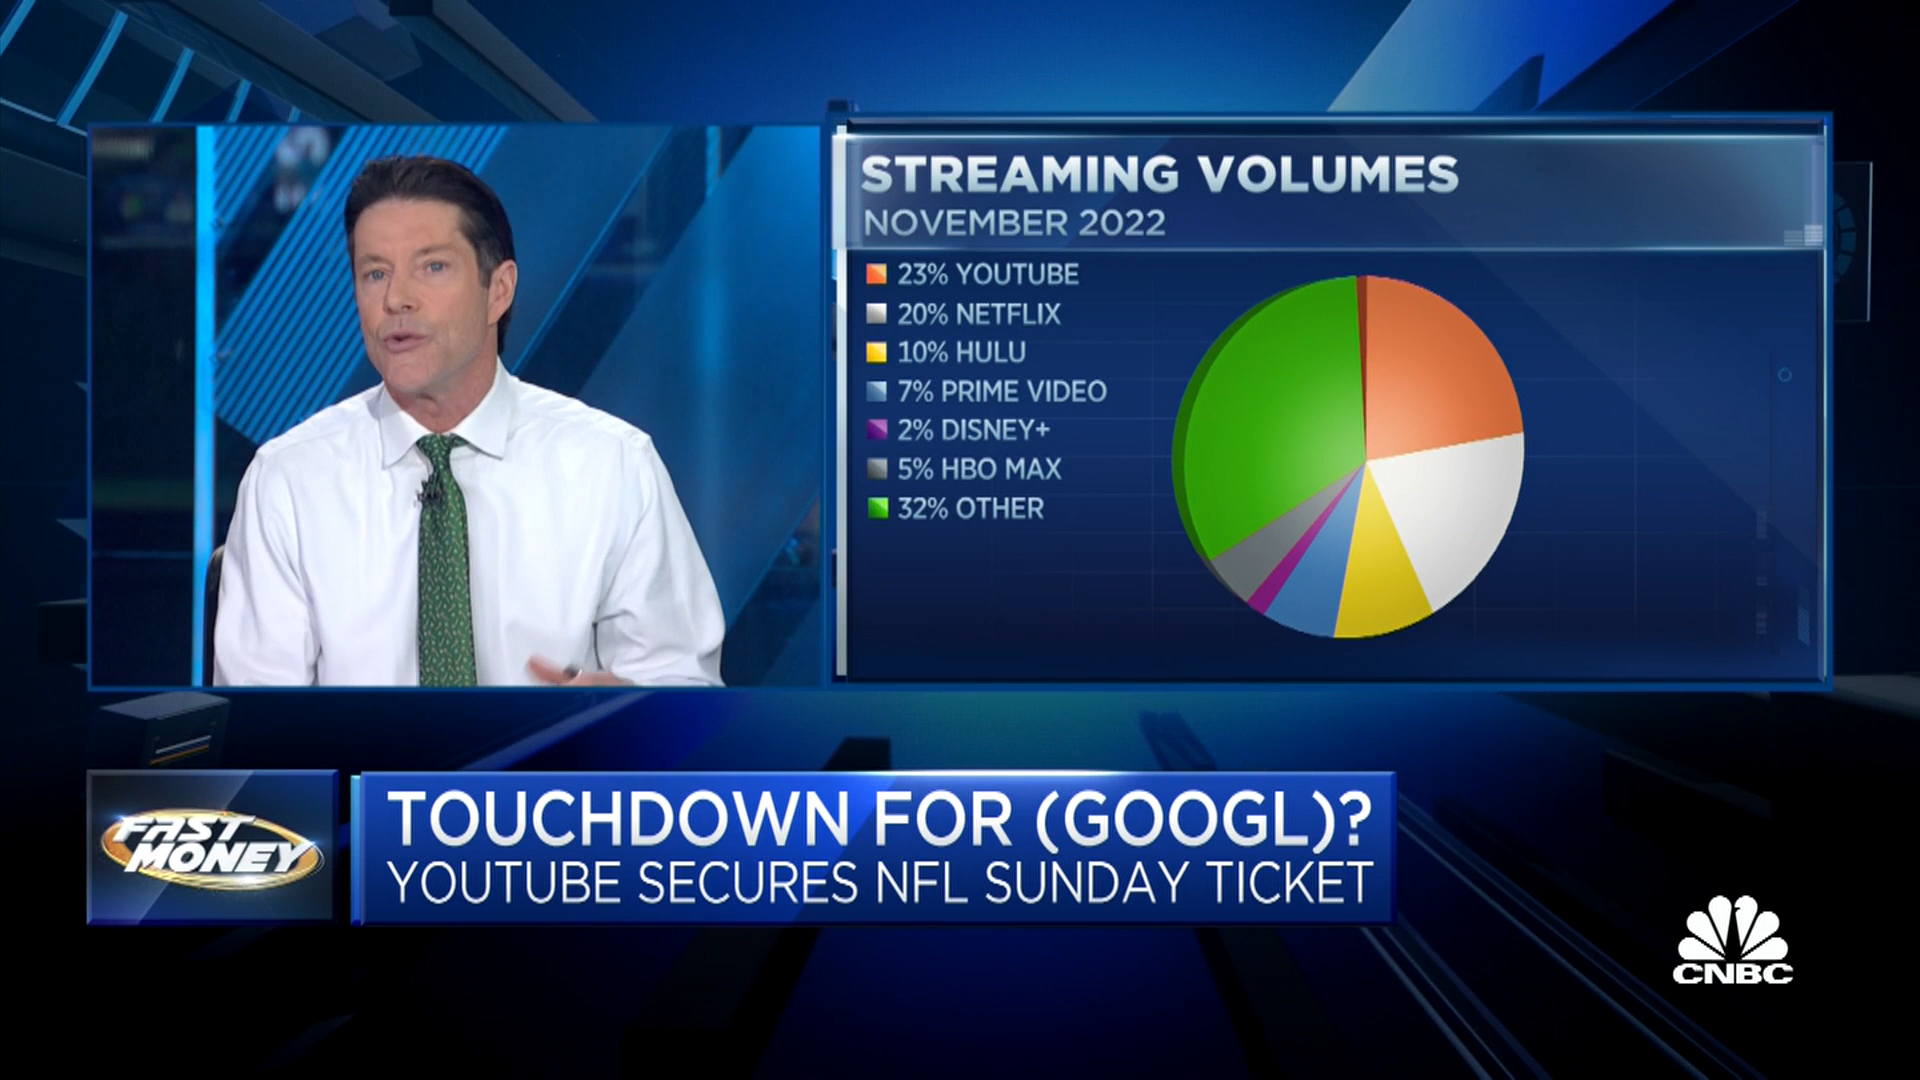 STREAMING VOLUMES
NOVEMBER 2022
23% YOUTUBE
20% NETFLIX
10% HULU
7% PRIME VIDEO
2% DISNEY+
5% HBO MAX
32% OTHER
FAST MONEY
TOUCHDOWN FOR (GOOGL)?
YOUTUBE SECURES NFL SUNDAY TICKET
CNBC